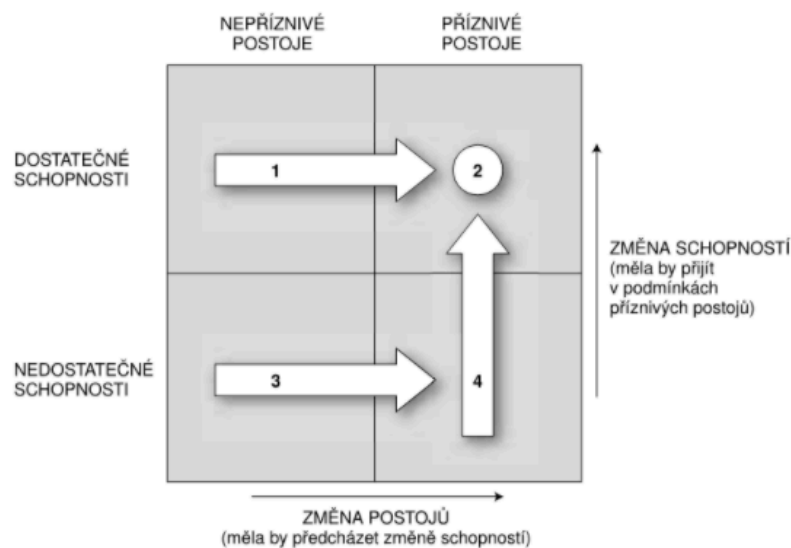 NEPŘÍZNIVÉ
POSTOJE
PŘÍZNIVÉ
POSTOJE
DOSTATEČNÉ
SCHOPNOSTI
1
2
ZMĚNA SCHOPNOSTÍ
(měla by přijít
v podmínkách
příznivých postojů)
NEDOSTATEČNÉ
SCHOPNOSTI
3
4
ZMĚNA POSTOJŮ
(měla by předcházet změně schopností)